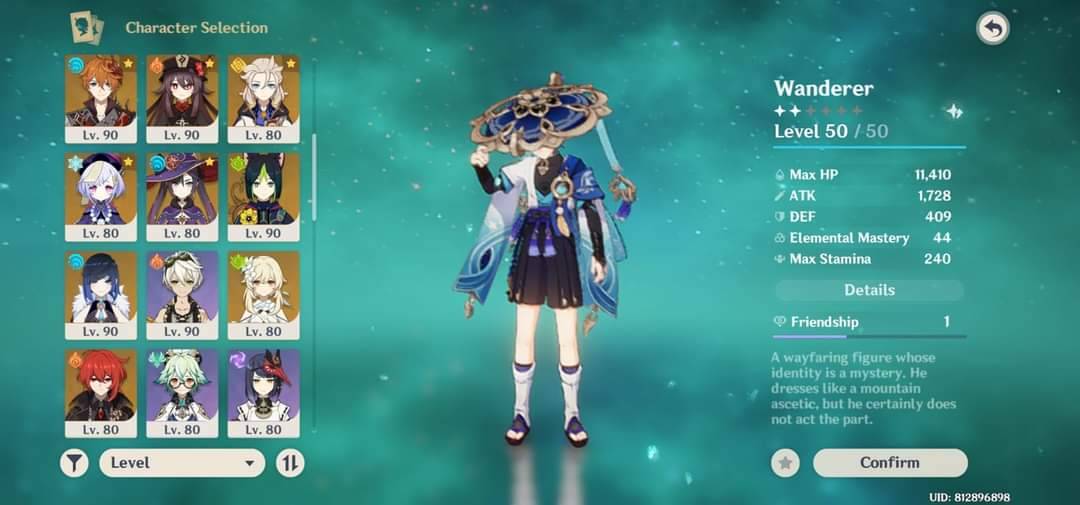 Character Selection
Lv. 90
Lv. 90
Lv. 80
Lv. 80
Lv. 80
Lv. 90
Lv. 90
Lv. 90
Lv. 80
Lv. 80
Lv. 80
Lv. 80
Level
Wanderer
Level 50 / 50
Max HP 11,410
ATK 1,728
DEF 409
Elemental Mastery 44
Max Stamina 240
Details
Friendship 1
A wayfaring figure whose
identity is a mystery. He
dresses like a mountain
ascetic, but he certainly does
not act the part.
Confirm
UID: 812896898